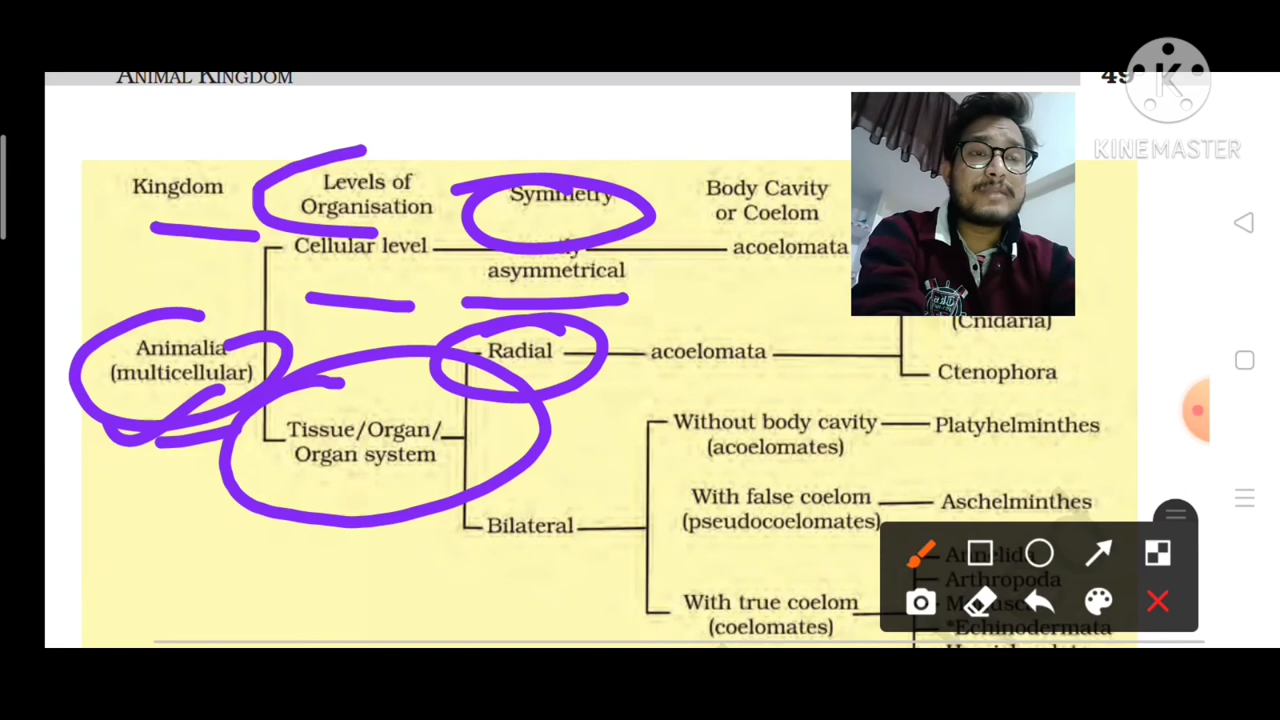 ANIMAL KINGDOM
49
KINEMASTER
Kingdom
Levels of
Organisation
Symmetry
Body Cavity
or Coelom
Cellular level
asymmetrical
acoelomata
(Cnidaria)
Animalia
(multicellular)
Radial
acoelomata
Ctenophora
Tissue/Organ/
Organ system
Without body cavity
(acoelomates)
Platyhelminthes
With false coelom
(pseudocoelomates)
Aschelminthes
Bilateral
Annelida
Arthropoda
With true coelom
(coelomates)
*Echinodermata